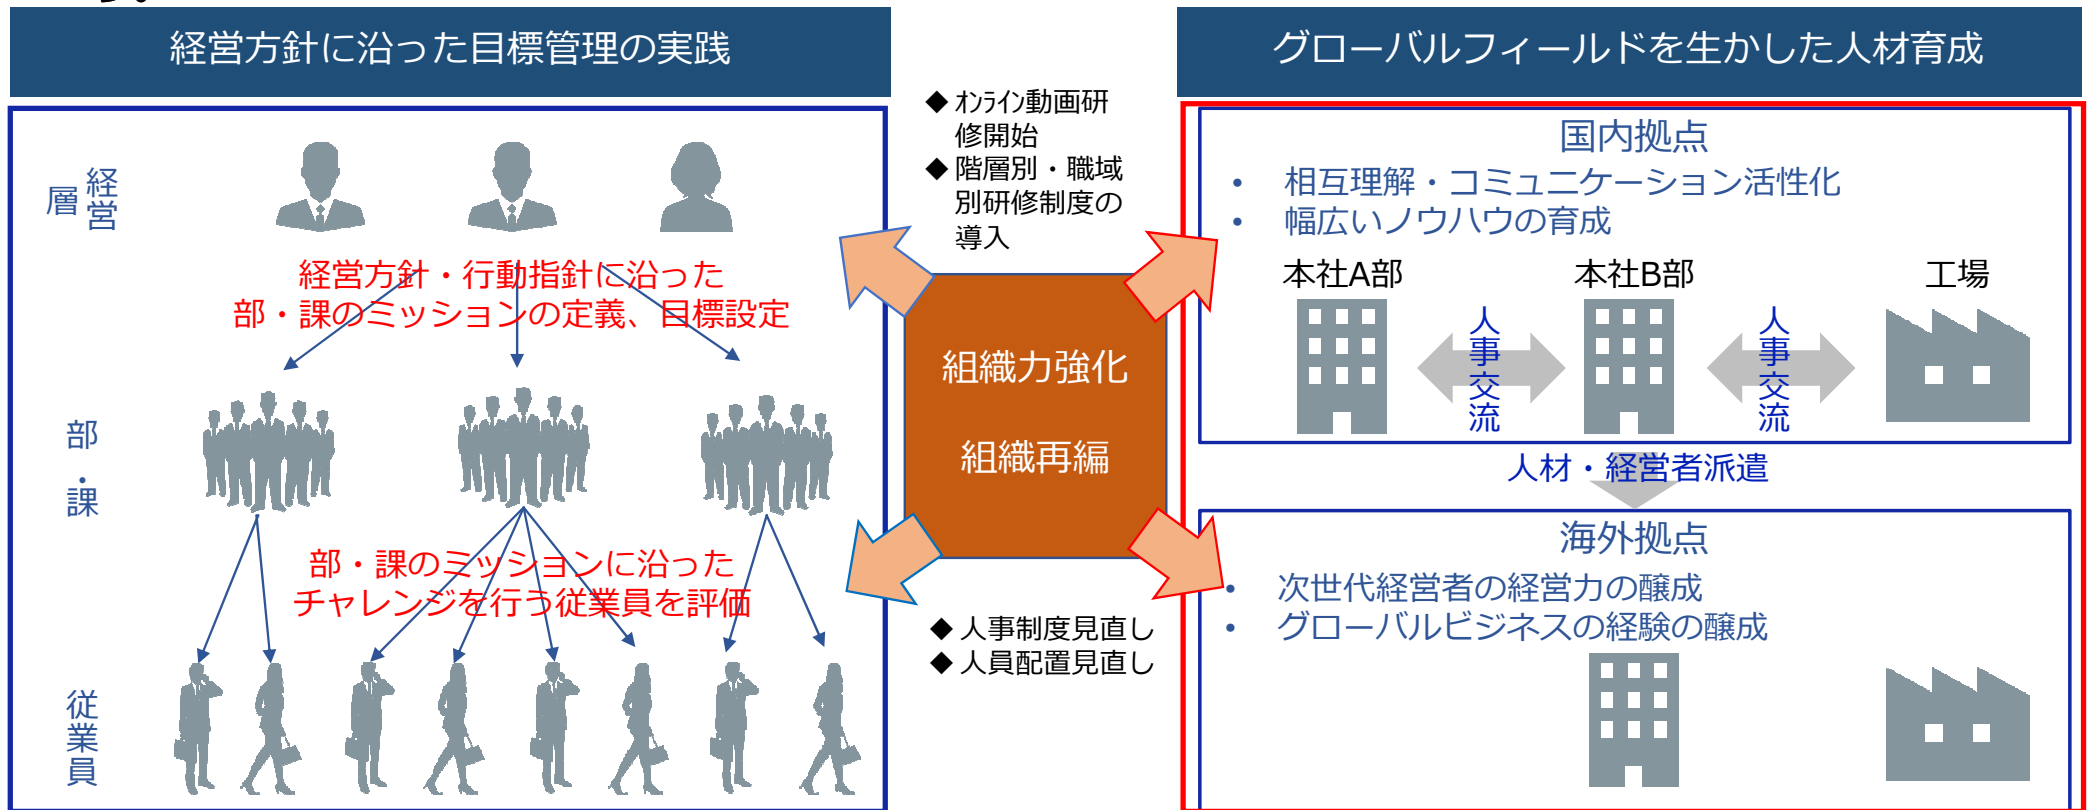 す。
経営方針に沿った目標管理の実践
経営
層
経営方針・行動指針に沿った
部・課のミッションの定義、目標設定
部・課
部・課のミッションに沿った
チャレンジを行う従業員を評価
従業員
◆ オンライン動画研
修開始
◆ 階層別・職域
別研修制度の
導入
組織力強化
組織再編
◆ 人事制度見直し
◆ 人員配置見直し
グローバルフィールドを生かした人材育成
国内拠点
• 相互理解・コミュニケーション活性化
• 幅広いノウハウの育成
本社A部
本社B部
工場
人事交流
人事交流
人材・経営者派遣
海外拠点
• 次世代経営者の経営力の醸成
• グローバルビジネスの経験の醸成